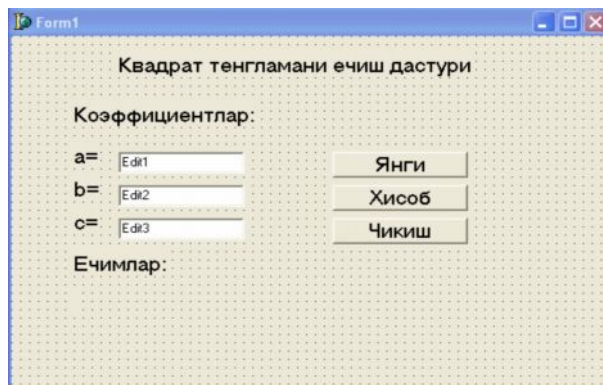 Form1
Квадрат тенгламани ечиш дастури
Коэффициентлар:
a= Edit1 Янги
b= Edit2 Хисоб
c= Edit3 Чикиш
Ечимлар: